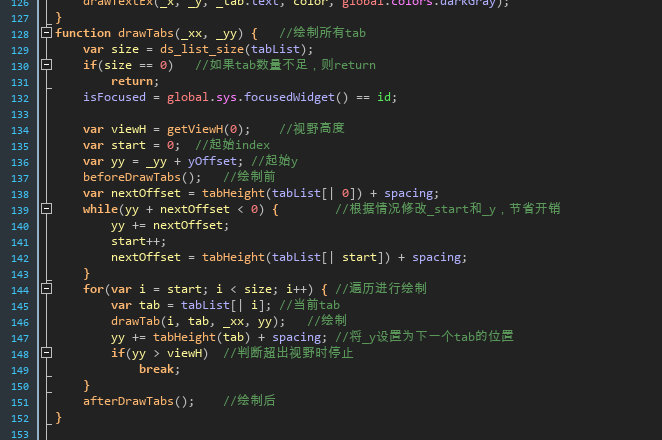 126 drawTextEx(_x, _y, _tab.text, color, global.colors.darkGray);
127 }
128 function drawTabs(_xx, _yy) { //绘制所有tab
129 var size = ds_list_size(tabList);
130 if(size == 0) //如果tab数量不足，则return
131 return;
132 isFocused = global.sys.focusedWidget() == id;
133
134 var viewH = getViewH(0); //视野高度
135 var start = 0; //起始index
136 var yy = _yy + yOffset; //起始y
137 beforeDrawTabs(); //绘制前
138 var nextOffset = tabHeight(tabList[| 0]) + spacing;
139 while(yy + nextOffset < 0) { //根据情况修改_start和_y，节省开销
140 yy += nextOffset;
141 start++;
142 nextOffset = tabHeight(tabList[| start]) + spacing;
143 }
144 for(var i = start; i < size; i++) { //遍历进行绘制
145 var tab = tabList[| i]; //当前tab
146 drawTab(i, tab, _xx, yy); //绘制
147 yy += tabHeight(tab) + spacing; //将_y设置为下一个tab的位置
148 if(yy > viewH) //判断超出视野时停止
149 break;
150 }
151 afterDrawTabs(); //绘制后
152 }
153